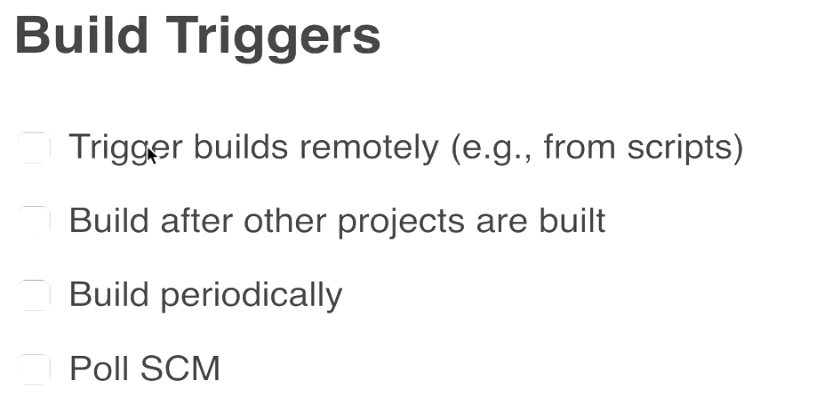 Build Triggers
Trigger builds remotely (e.g., from scripts)
Build after other projects are built
Build periodically
Poll SCM